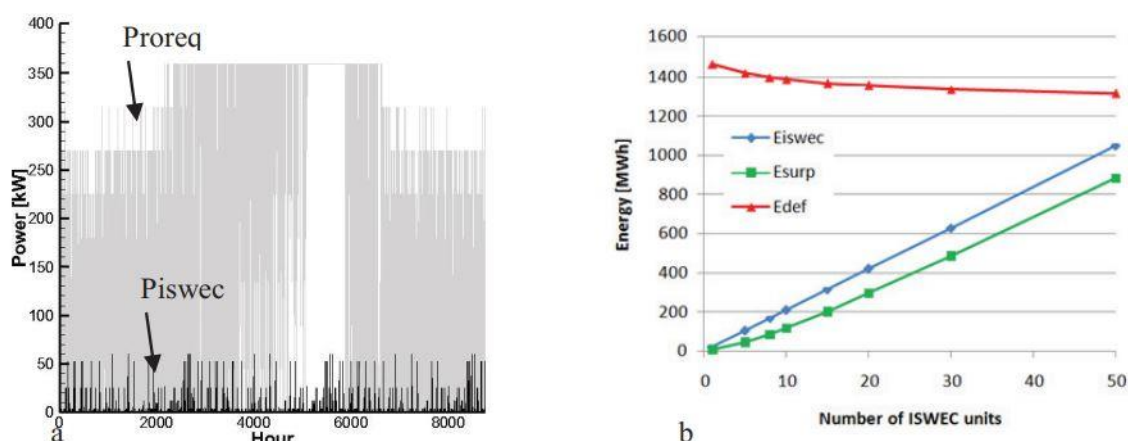 400
350
300
250
200
150
100
50
0
Power [kW]
Proreq
Piswec
0 2000 4000 6000 8000
Hour
a
1600
1400
1200
1000
800
600
400
200
0
Energy [MWh]
Eiswec
Esurp
Edef
0 10 20 30 40 50
Number of ISWEC units
b